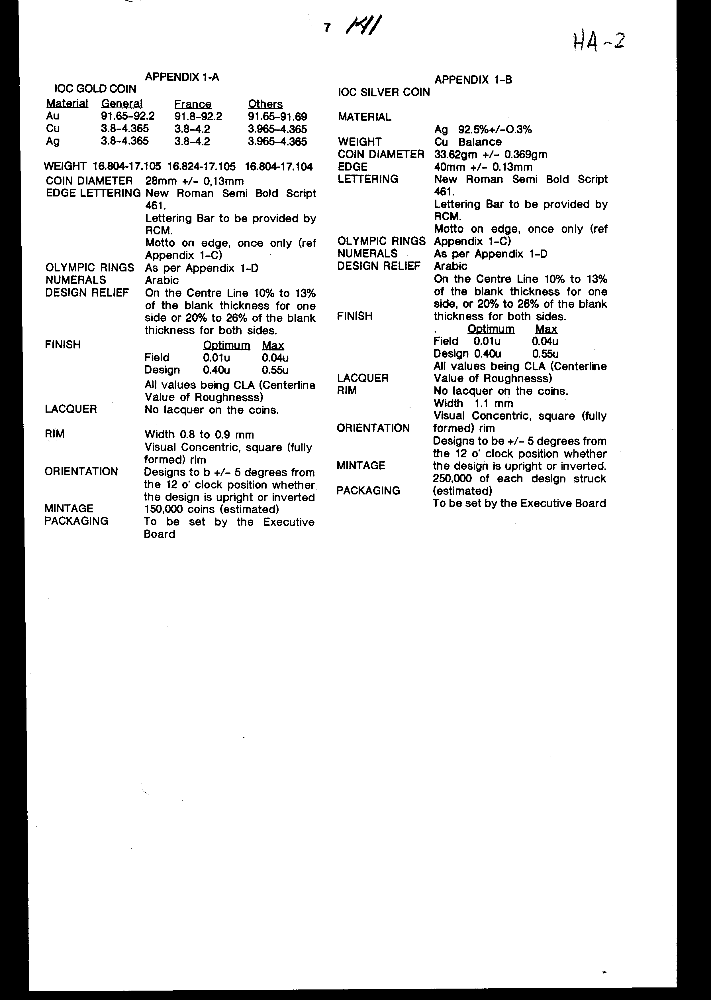 7 1411
HA-2
APPENDIX 1-A
IOC GOLD COIN
Material General France Others
Au 91.65-92.2 91.8-92.2 91.65-91.69
Cu 3.8-4.365 3.8-4.2 3.965-4.365
Ag 3.8-4.365 3.8-4.2 3.965-4.365
WEIGHT 16.804-17.105 16.824-17.105 16.804-17.104
COIN DIAMETER 28mm +/- 0,13mm
EDGE LETTERING New Roman Semi Bold Script
461.
Lettering Bar to be provided by
RCM.
Motto on edge, once only (ref
Appendix 1-C)
OLYMPIC RINGS As per Appendix 1-D
NUMERALS Arabic
DESIGN RELIEF On the Centre Line 10% to 13%
of the blank thickness for one
side or 20% to 26% of the blank
thickness for both sides.
FINISH Optimum Max
Field 0.01u 0.04u
Design 0.40u 0.55u
All values being CLA (Centerline
Value of Roughnesss)
LACQUER No lacquer on the coins.
RIM Width 0.8 to 0.9 mm
Visual Concentric, square (fully
formed) rim
ORIENTATION Designs to b +/- 5 degrees from
the 12 o' clock position whether
the design is upright or inverted
MINTAGE 150,000 coins (estimated)
PACKAGING To be set by the Executive
Board
APPENDIX 1-B
IOC SILVER COIN
MATERIAL
Ag 92.5%+/-0.3%
WEIGHT Cu Balance
COIN DIAMETER 33.62gm +/- 0.369gm
EDGE 40mm +/- 0.13mm
LETTERING New Roman Semi Bold Script
461.
Lettering Bar to be provided by
RCM.
Motto on edge, once only (ref
OLYMPIC RINGS Appendix 1-C)
NUMERALS As per Appendix 1-D
DESIGN RELIEF Arabic
On the Centre Line 10% to 13%
of the blank thickness for one
side, or 20% to 26% of the blank
FINISH thickness for both sides.
. Optimum Max
Field 0.01u 0.04u
Design 0.40u 0.55u
All values being CLA (Centerline
LACQUER Value of Roughnesss)
RIM No lacquer on the coins.
Width 1.1 mm
Visual Concentric, square (fully
ORIENTATION formed) rim
Designs to be +/- 5 degrees from
the 12 o' clock position whether
MINTAGE the design is upright or inverted.
250,000 of each design struck
PACKAGING (estimated)
To be set by the Executive Board